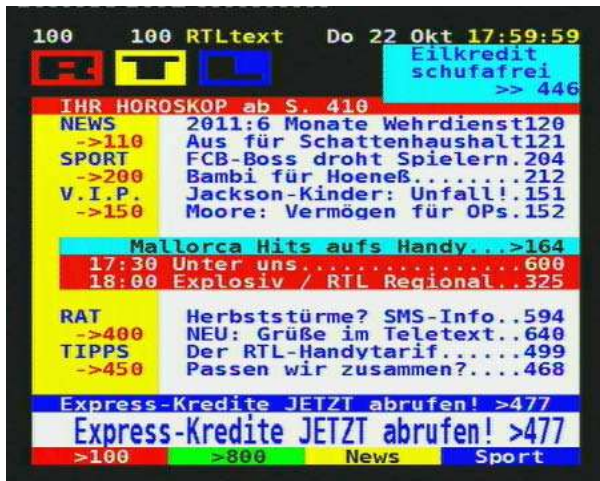 100 100 RTLtext Do 22 Okt 17:59:59
RTL
Eilkredit
schufafrei
>> 446
IHR HOROSKOP ab S. 410
NEWS 2011:6 Monate Wehrdienst120
->110 Aus für Schattenhaushalt121
SPORT FCB-Boss droht Spielern.204
->200 Bambi für Hoeneß........212
V.I.P. Jackson-Kinder: Unfall!.151
->150 Moore: Vermögen für OPs.152
Mallorca Hits aufs Handy...>164
17:30 Unter uns................600
18:00 Explosiv / RTL Regional..325
RAT Herbststürme? SMS-Info..594
->400 NEU: Grüße im Teletext..640
TIPPS Der RTL-Handytarif......499
->450 Passen wir zusammen?....468
Express-Kredite JETZT abrufen! >477
Express-Kredite JETZT abrufen! >477
>100 >800 News Sport